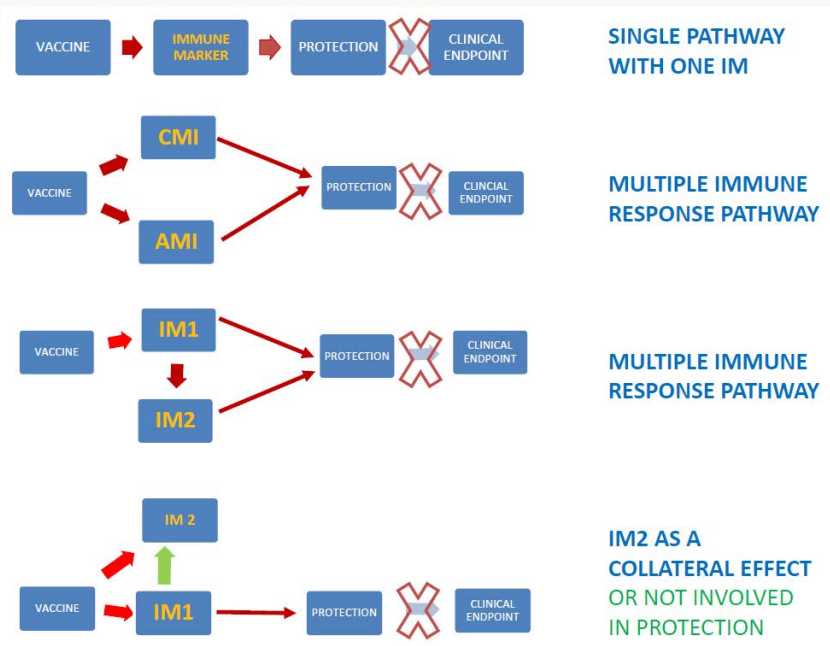 VACCINE
IMMUNE
MARKER
PROTECTION
CLINICAL
ENDPOINT
SINGLE PATHWAY
WITH ONE IM
CMI
VACCINE
AMI
PROTECTION
CLINCIAL
ENDPOINT
MULTIPLE IMMUNE
RESPONSE PATHWAY
IM1
VACCINE
IM2
PROTECTION
CLINICAL
ENDPOINT
MULTIPLE IMMUNE
RESPONSE PATHWAY
IM 2
VACCINE
IM1
PROTECTION
CLINICAL
ENDPOINT
IM2 AS A
COLLATERAL EFFECT
OR NOT INVOLVED
IN PROTECTION